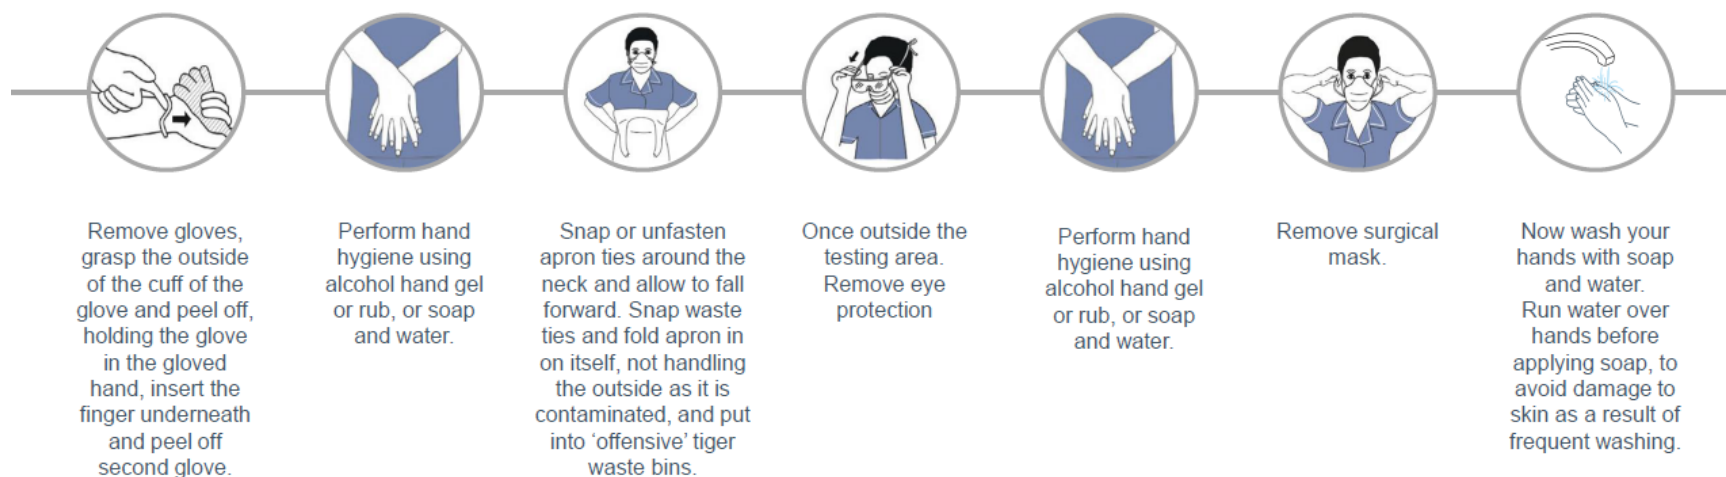 Remove gloves,
grasp the outside
of the cuff of the
glove and peel off,
holding the glove
in the gloved
hand, insert the
finger underneath
and peel off
second glove.
Perform hand
hygiene using
alcohol hand gel
or rub, or soap
and water.
Snap or unfasten
apron ties around the
neck and allow to fall
forward. Snap waste
ties and fold apron in
on itself, not handling
the outside as it is
contaminated, and put
into ‘offensive’ tiger
waste bins.
Once outside the
testing area.
Remove eye
protection
Perform hand
hygiene using
alcohol hand gel
or rub, or soap
and water.
Remove surgical
mask.
Now wash your
hands with soap
and water.
Run water over
hands before
applying soap, to
avoid damage to
skin as a result of
frequent washing.